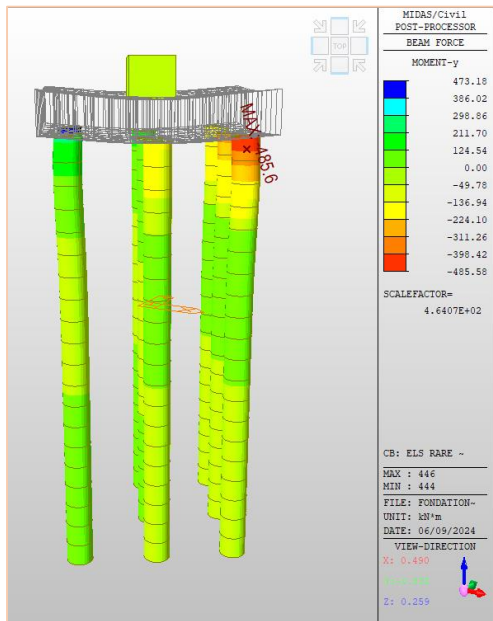 MIDAS/Civil
POST-PROCESSOR
BEAM FORCE
MOMENT-y
473.18
386.02
298.86
211.70
124.54
0.00
-49.78
-136.94
-224.10
-311.26
-398.42
-485.58
SCALEFACTOR=
4.6407E+02
CB: ELS RARE ~
MAX : 446
MIN : 444
FILE: FONDATION~
UNIT: kN*m
DATE: 06/09/2024
VIEW-DIRECTION
X: 0.490
Z: 0.259
TOP